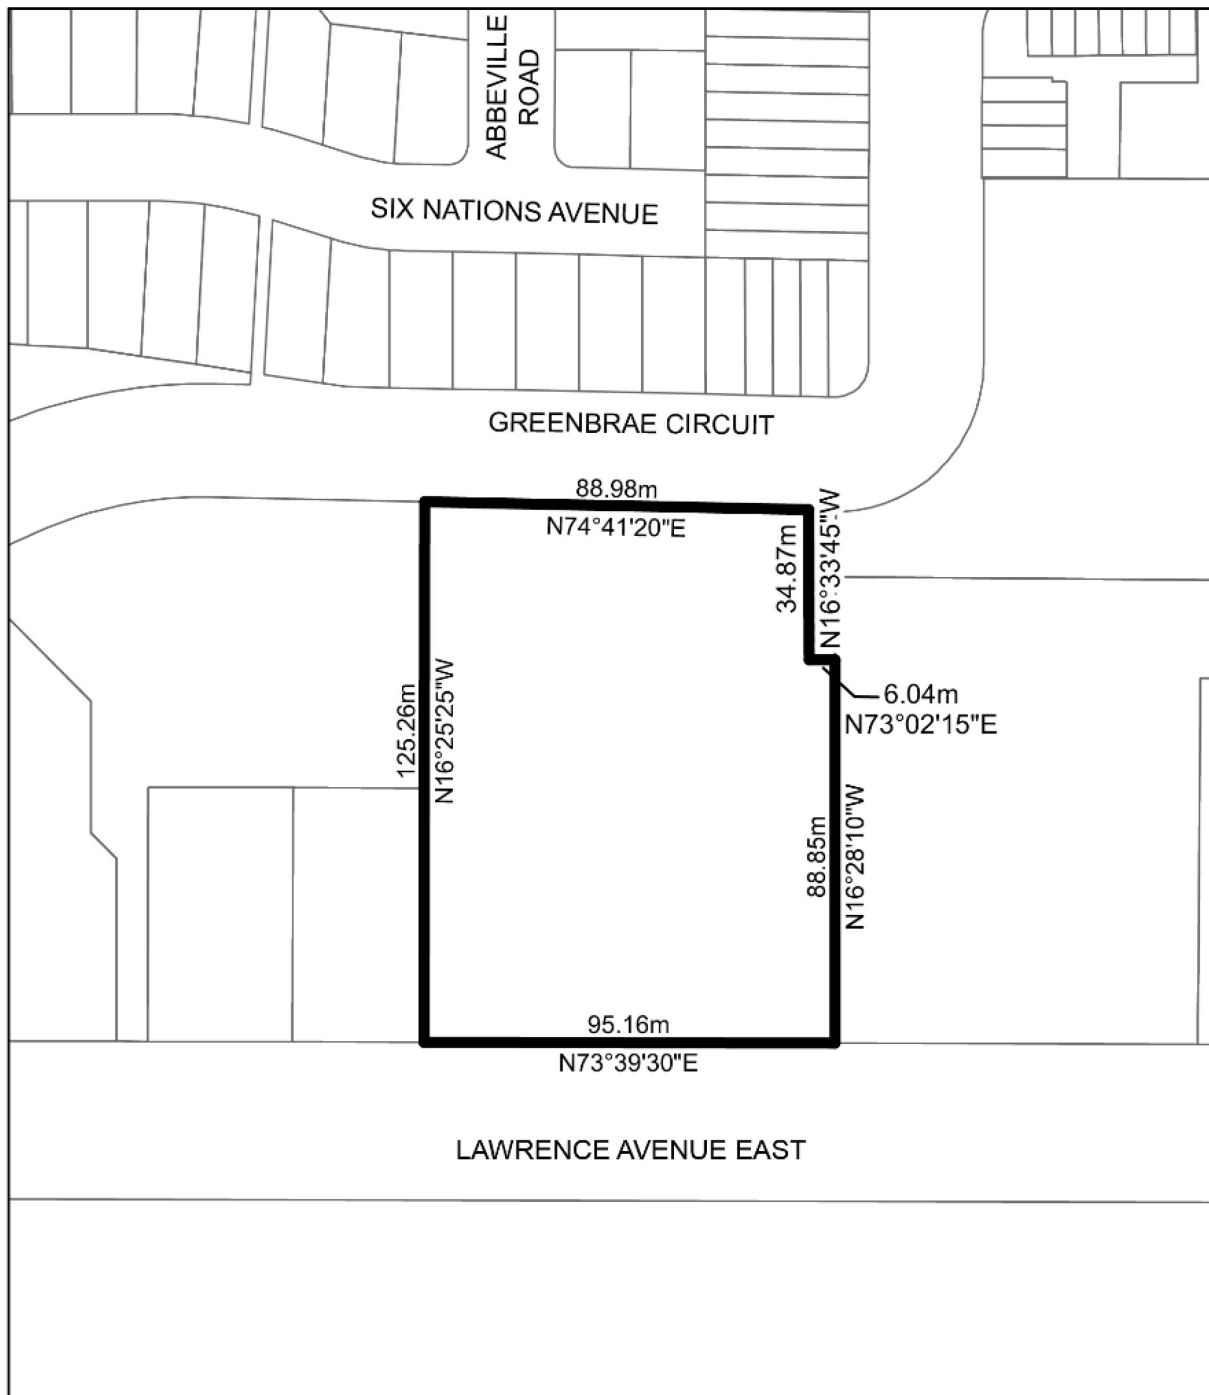 ABBEVILLE
ROAD
SIX NATIONS AVENUE
GREENBRAE CIRCUIT
88.98m
N74°41'20"E
34.87m
N16°33'45"W
6.04m
N73°02'15"E
125.26m
N16°25'25"W
88.85m
N16°28'10"W
95.16m
N73°39'30"E
LAWRENCE AVENUE EAST